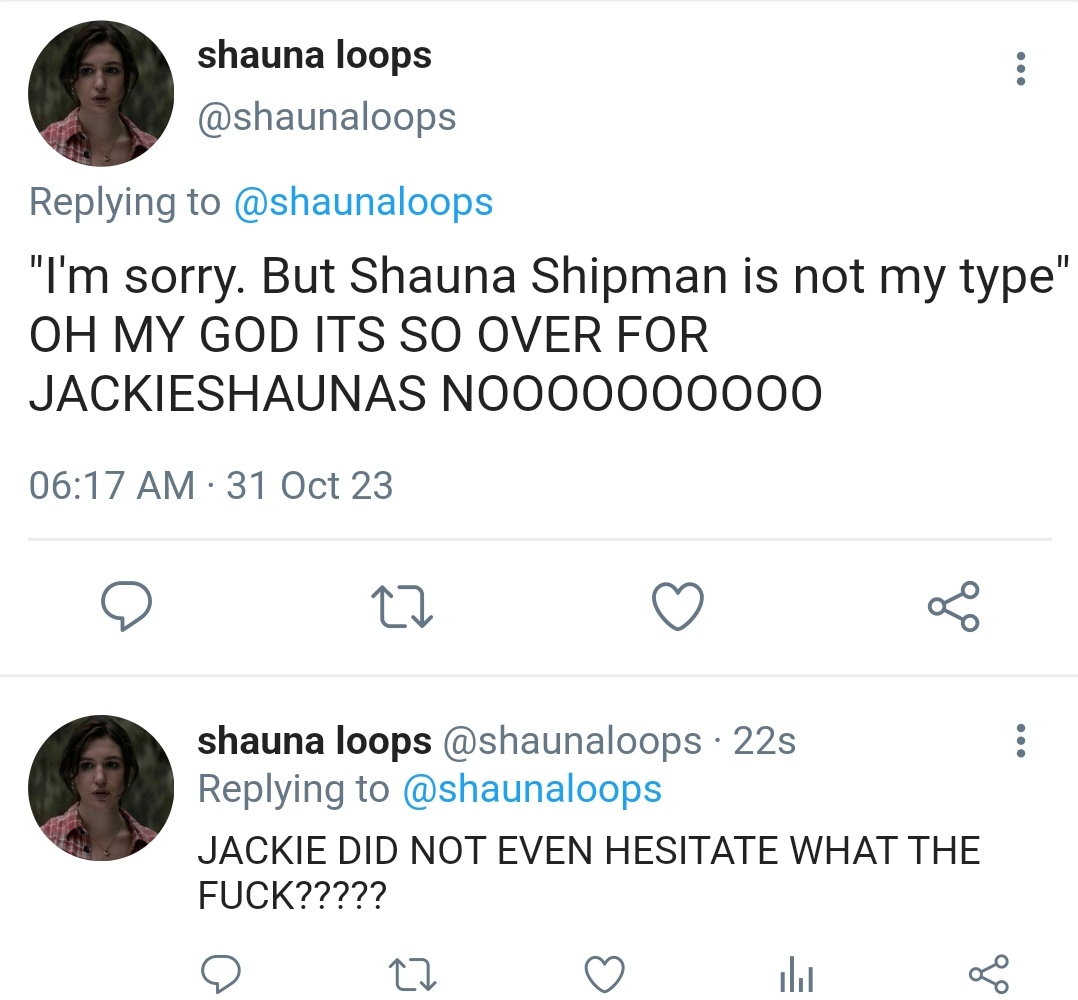 shauna loops
@shaunaloops
Replying to @shaunaloops
"I'm sorry. But Shauna Shipman is not my type"
OH MY GOD ITS SO OVER FOR
JACKIESHAUNAS NOOOOOOOOOO
06:17 AM · 31 Oct 23
shauna loops @shaunaloops · 22s
Replying to @shaunaloops
JACKIE DID NOT EVEN HESITATE WHAT THE
FUCK?????